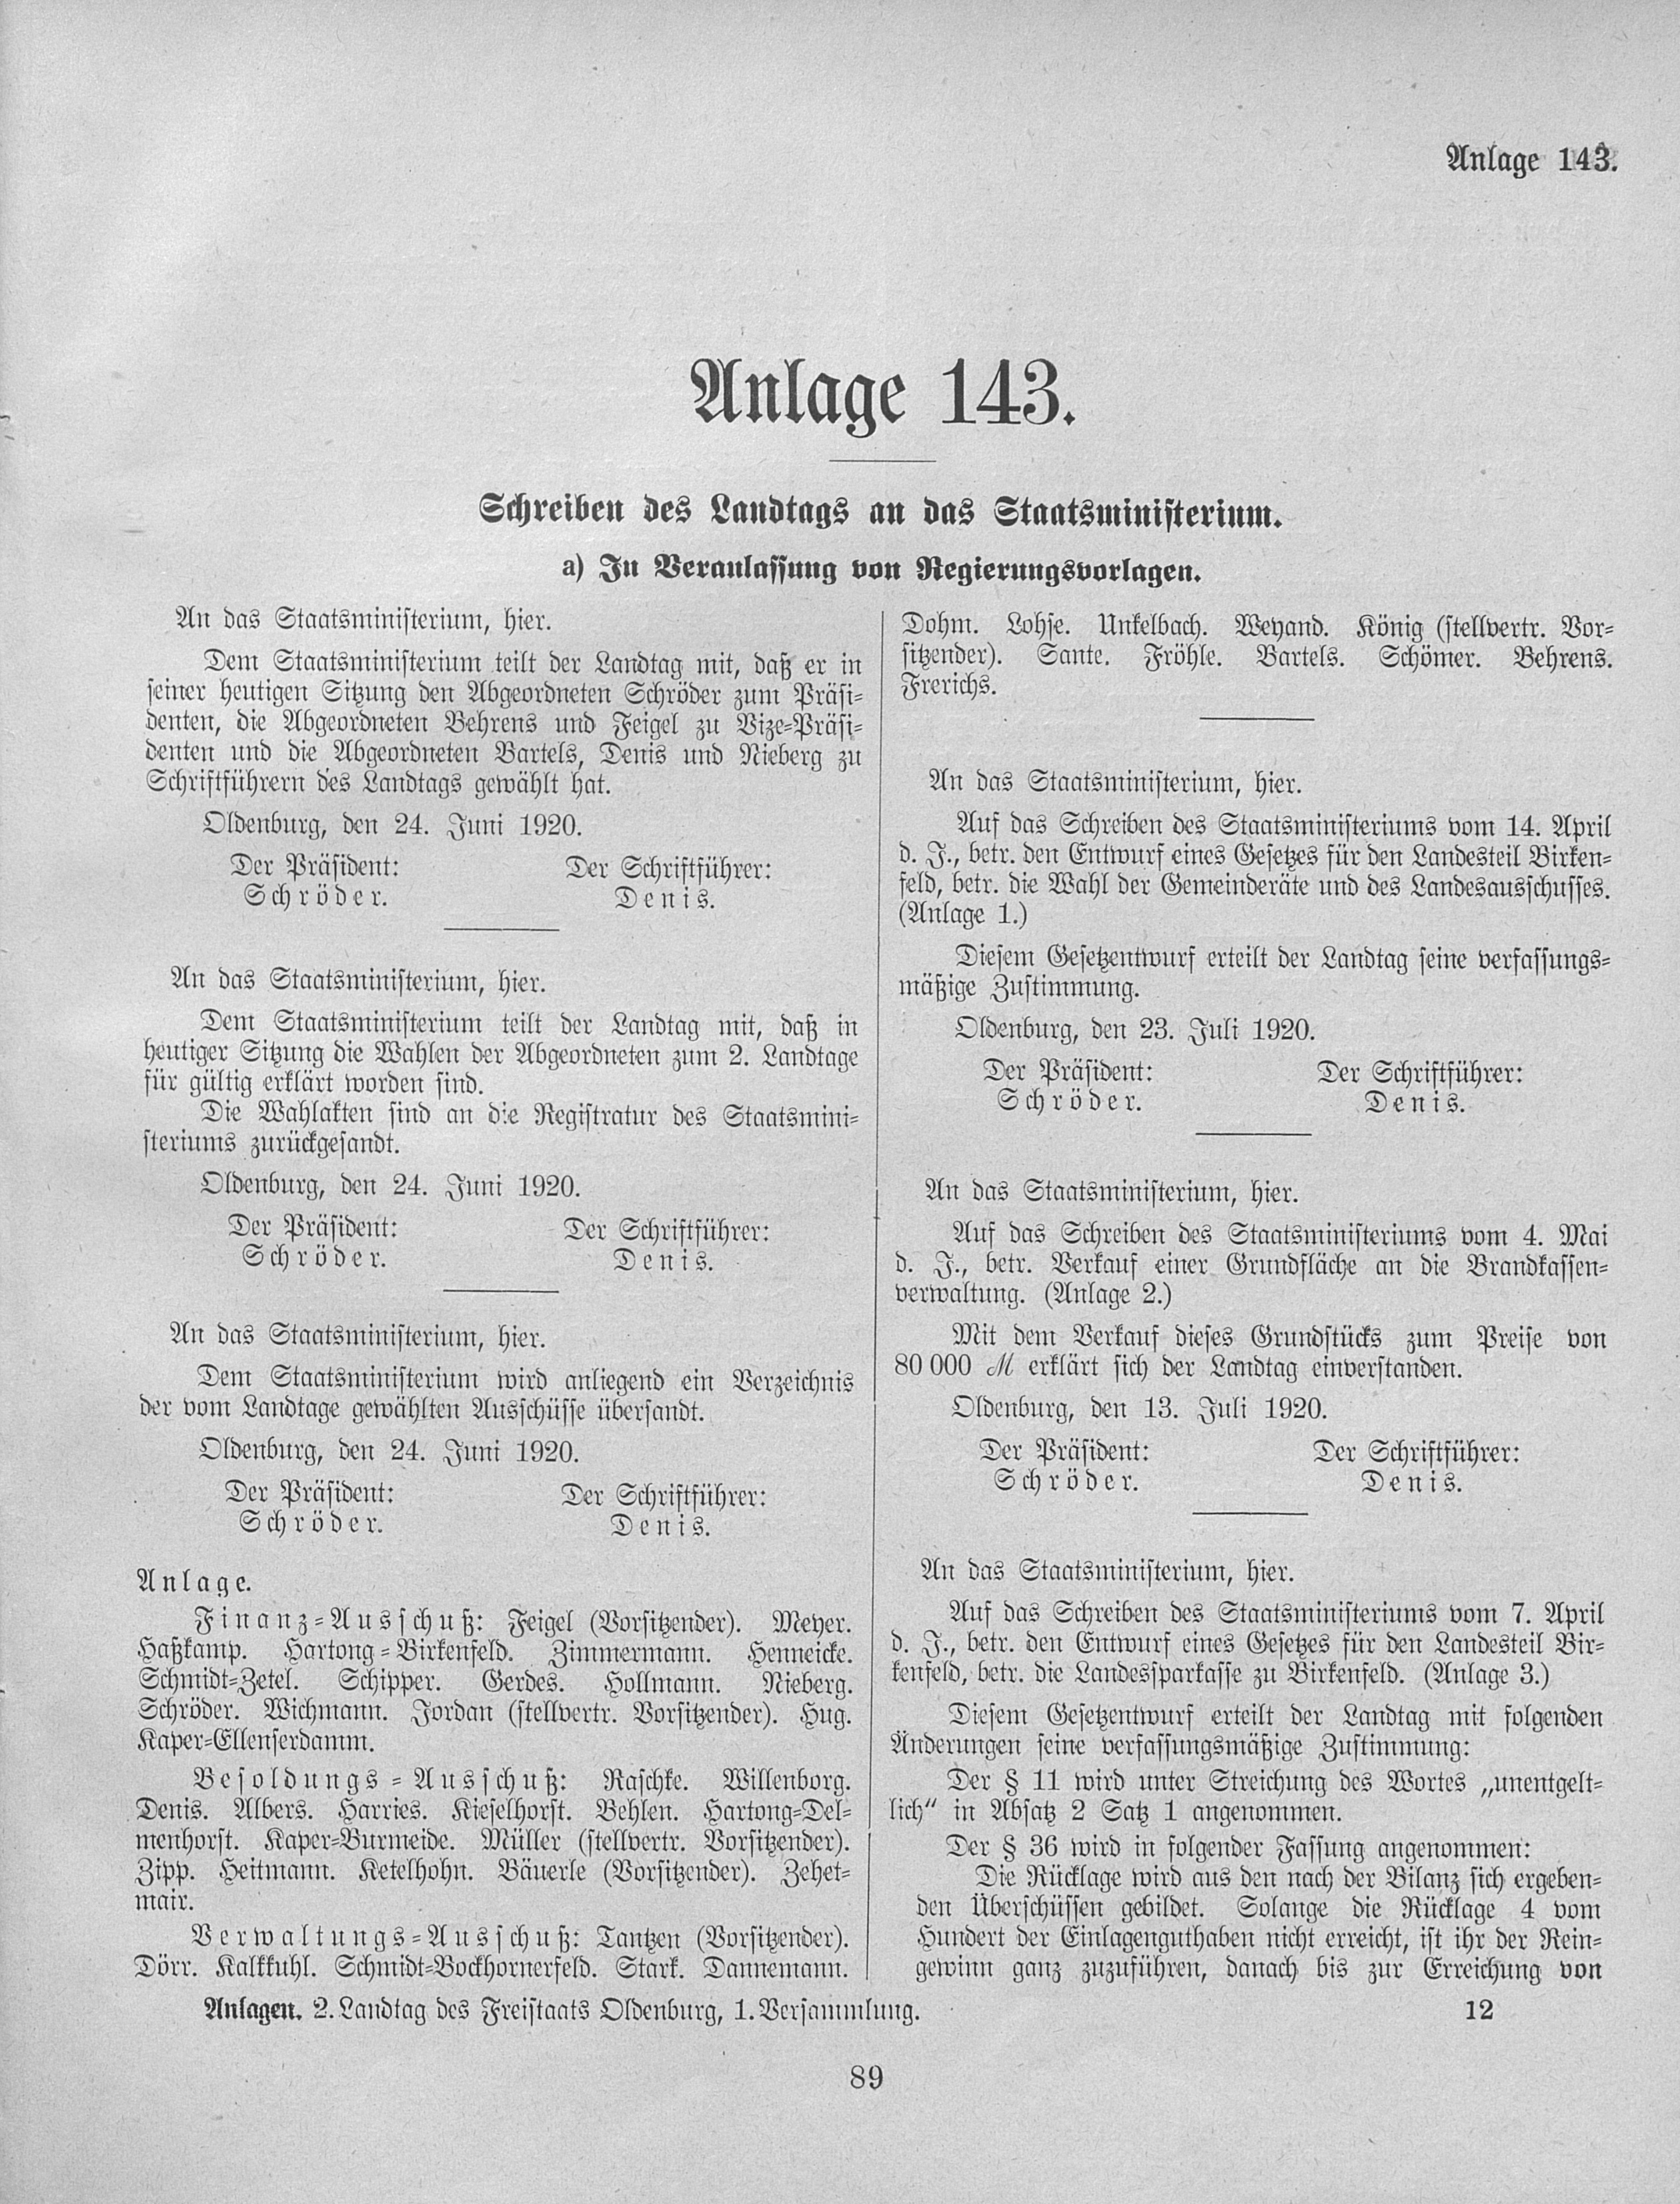 Anlage 143.
Anlage 143.
Schreiben des Landtags an das Staatsministerium.
a) In Veranlassung von Regierungsvorlagen.
An das Staatsministerium, hier.
Dem Staatsministerium teilt der Landtag mit, daß er in
seiner heutigen Sitzung den Abgeordneten Schröder zum Präsi-
denten, die Abgeordneten Behrens und Feigel zu Vize-Präsi-
denten und die Abgeordneten Bartels, Denis und Nieberg zu
Schriftführern des Landtags gewählt hat.
Oldenburg, den 24. Juni 1920.
Der Präsident: Der Schriftführer:
Schröder. Denis.
An das Staatsministerium, hier.
Dem Staatsministerium teilt der Landtag mit, daß in
heutiger Sitzung die Wahlen der Abgeordneten zum 2. Landtage
für gültig erklärt worden sind.
Die Wahlakten sind an die Registratur des Staatsmini-
steriums zurückgesandt.
Oldenburg, den 24. Juni 1920.
Der Präsident: Der Schriftführer:
Schröder. Denis.
An das Staatsministerium, hier.
Dem Staatsministerium wird anliegend ein Verzeichnis
der vom Landtage gewählten Ausschüsse übersandt.
Oldenburg, den 24. Juni 1920.
Der Präsident: Der Schriftführer:
Schröder. Denis.
Anlage.
Finanz-Ausschuß: Feigel (Vorsitzender). Meyer.
Haßkamp. Hartong-Birkenfeld. Zimmermann. Henneicke.
Schmidt-Zetel. Schipper. Gerdes. Hollmann. Nieberg.
Schröder. Wichmann. Jordan (stellvertr. Vorsitzender). Hug.
Kaper-Ellenserdamm.
Besoldungs-Ausschuß: Raschke. Willenborg.
Denis. Albers. Harries. Kieselhorst. Behlen. Hartong-Del-
menhorst. Kaper-Burmeide. Müller (stellvertr. Vorsitzender).
Zipp. Heitmann. Ketelhohn. Bäuerle (Vorsitzender). Zehet-
mair.
Verwaltungs-Ausschuß: Tantzen (Vorsitzender).
Dörr. Kalkkuhl. Schmidt-Bockhornerfeld. Stark. Dannemann.
Dohm. Lohse. Unkelbach. Weyand. König (stellvertr. Vor-
sitzender). Sante. Fröhle. Bartels. Schömer. Behrens.
Frerichs.
An das Staatsministerium, hier.
Auf das Schreiben des Staatsministeriums vom 14. April
d. J., betr. den Entwurf eines Gesetzes für den Landesteil Birken-
feld, betr. die Wahl der Gemeinderäte und des Landesausschusses.
(Anlage 1.)
Diesem Gesetzentwurf erteilt der Landtag seine verfassungs-
mäßige Zustimmung.
Oldenburg, den 23. Juli 1920.
Der Präsident: Der Schriftführer:
Schröder. Denis.
An das Staatsministerium, hier.
Auf das Schreiben des Staatsministeriums vom 4. Mai
d. J., betr. Verkauf einer Grundfläche an die Brandkassen-
verwaltung. (Anlage 2.)
Mit dem Verkauf dieses Grundstücks zum Preise von
80 000 ℳ erklärt sich der Landtag einverstanden.
Oldenburg, den 13. Juli 1920.
Der Präsident: Der Schriftführer:
Schröder. Denis.
An das Staatsministerium, hier.
Auf das Schreiben des Staatsministeriums vom 7. April
d. J., betr. den Entwurf eines Gesetzes für den Landesteil Bir-
kenfeld, betr. die Landessparkasse zu Birkenfeld. (Anlage 3.)
Diesem Gesetzentwurf erteilt der Landtag mit folgenden
Änderungen seine verfassungsmäßige Zustimmung:
Der § 11 wird unter Streichung des Wortes „unentgelt-
lich“ in Absatz 2 Satz 1 angenommen.
Der § 36 wird in folgender Fassung angenommen:
Die Rücklage wird aus den nach der Bilanz sich ergeben-
den Überschüssen gebildet. Solange die Rücklage 4 vom
Hundert der Einlagenguthaben nicht erreicht, ist ihr der Rein-
gewinn ganz zuzuführen, danach bis zur Erreichung von
Anlagen. 2. Landtag des Freistaats Oldenburg, 1. Versammlung. 12
89